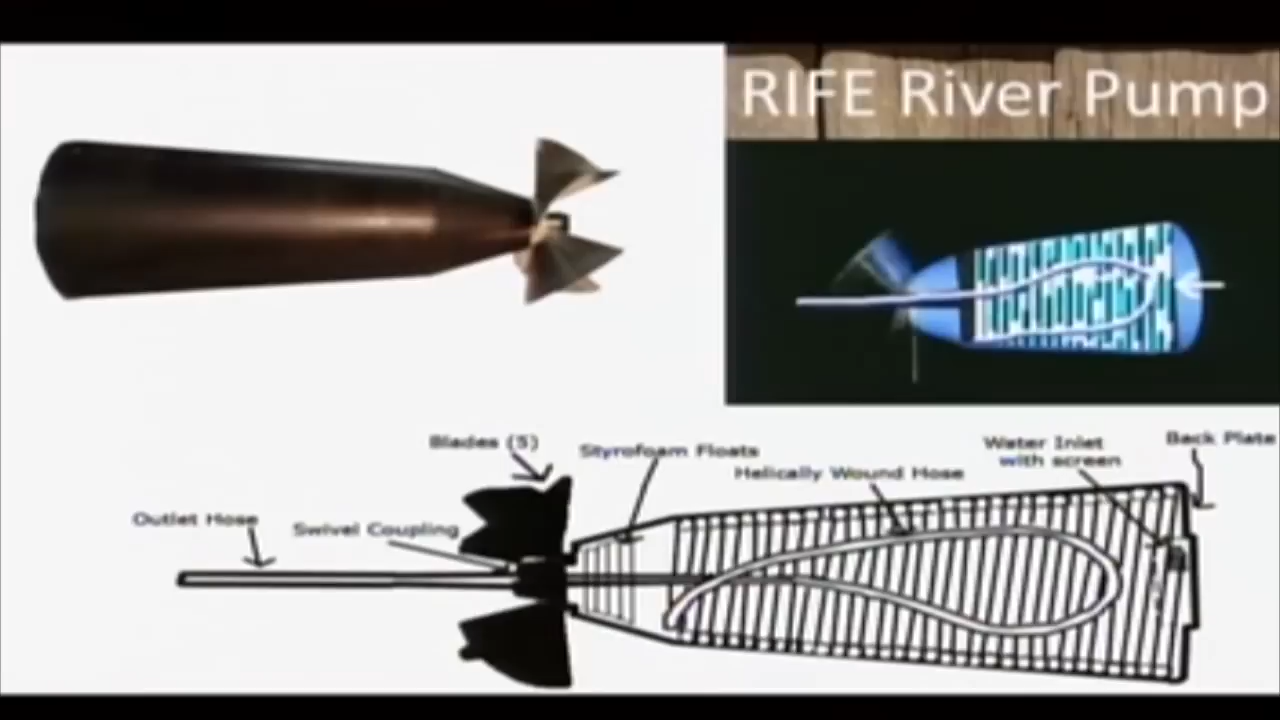 RIFE River Pump
Blades (5)
Styrofoam Floats
Helically Wound Hose
Water Inlet
with screen
Back Plate
Outlet Hose
Swivel Coupling